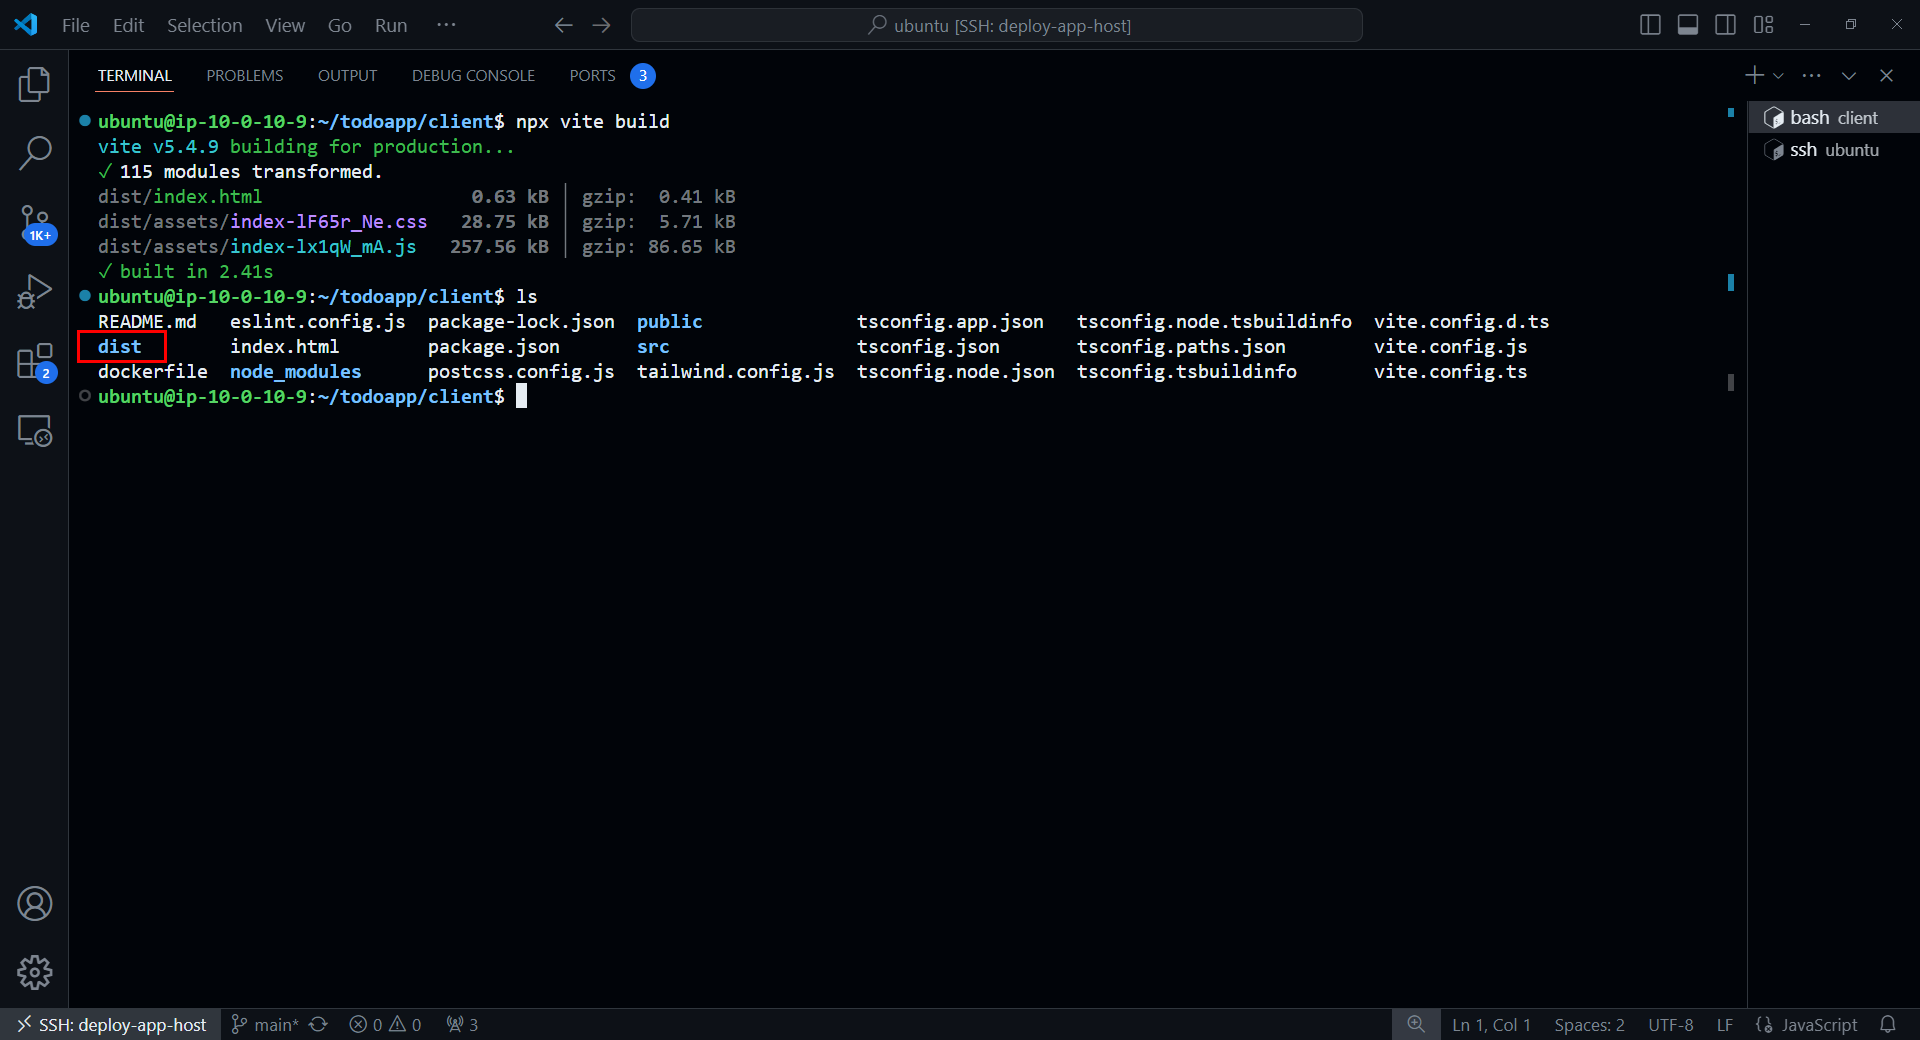 File Edit Selection View Go Run ···
ubuntu [SSH: deploy-app-host]
TERMINAL PROBLEMS OUTPUT DEBUG CONSOLE PORTS 3
ubuntu@ip-10-0-10-9:~/todoapp/client$ npx vite build
vite v5.4.9 building for production...
✓ 115 modules transformed.
dist/index.html 0.63 kB │ gzip: 0.41 kB
dist/assets/index-lF65r_Ne.css 28.75 kB │ gzip: 5.71 kB
dist/assets/index-lx1qW_mA.js 257.56 kB │ gzip: 86.65 kB
✓ built in 2.41s
ubuntu@ip-10-0-10-9:~/todoapp/client$ ls
README.md eslint.config.js package-lock.json public tsconfig.app.json tsconfig.node.tsbuildinfo vite.config.d.ts
dist index.html package.json src tsconfig.json tsconfig.paths.json vite.config.js
dockerfile node_modules postcss.config.js tailwind.config.js tsconfig.node.json tsconfig.tsbuildinfo vite.config.ts
ubuntu@ip-10-0-10-9:~/todoapp/client$
bash client
ssh ubuntu
1K+
2
SSH: deploy-app-host main* 0 0 3 Ln 1, Col 1 Spaces: 2 UTF-8 LF JavaScript